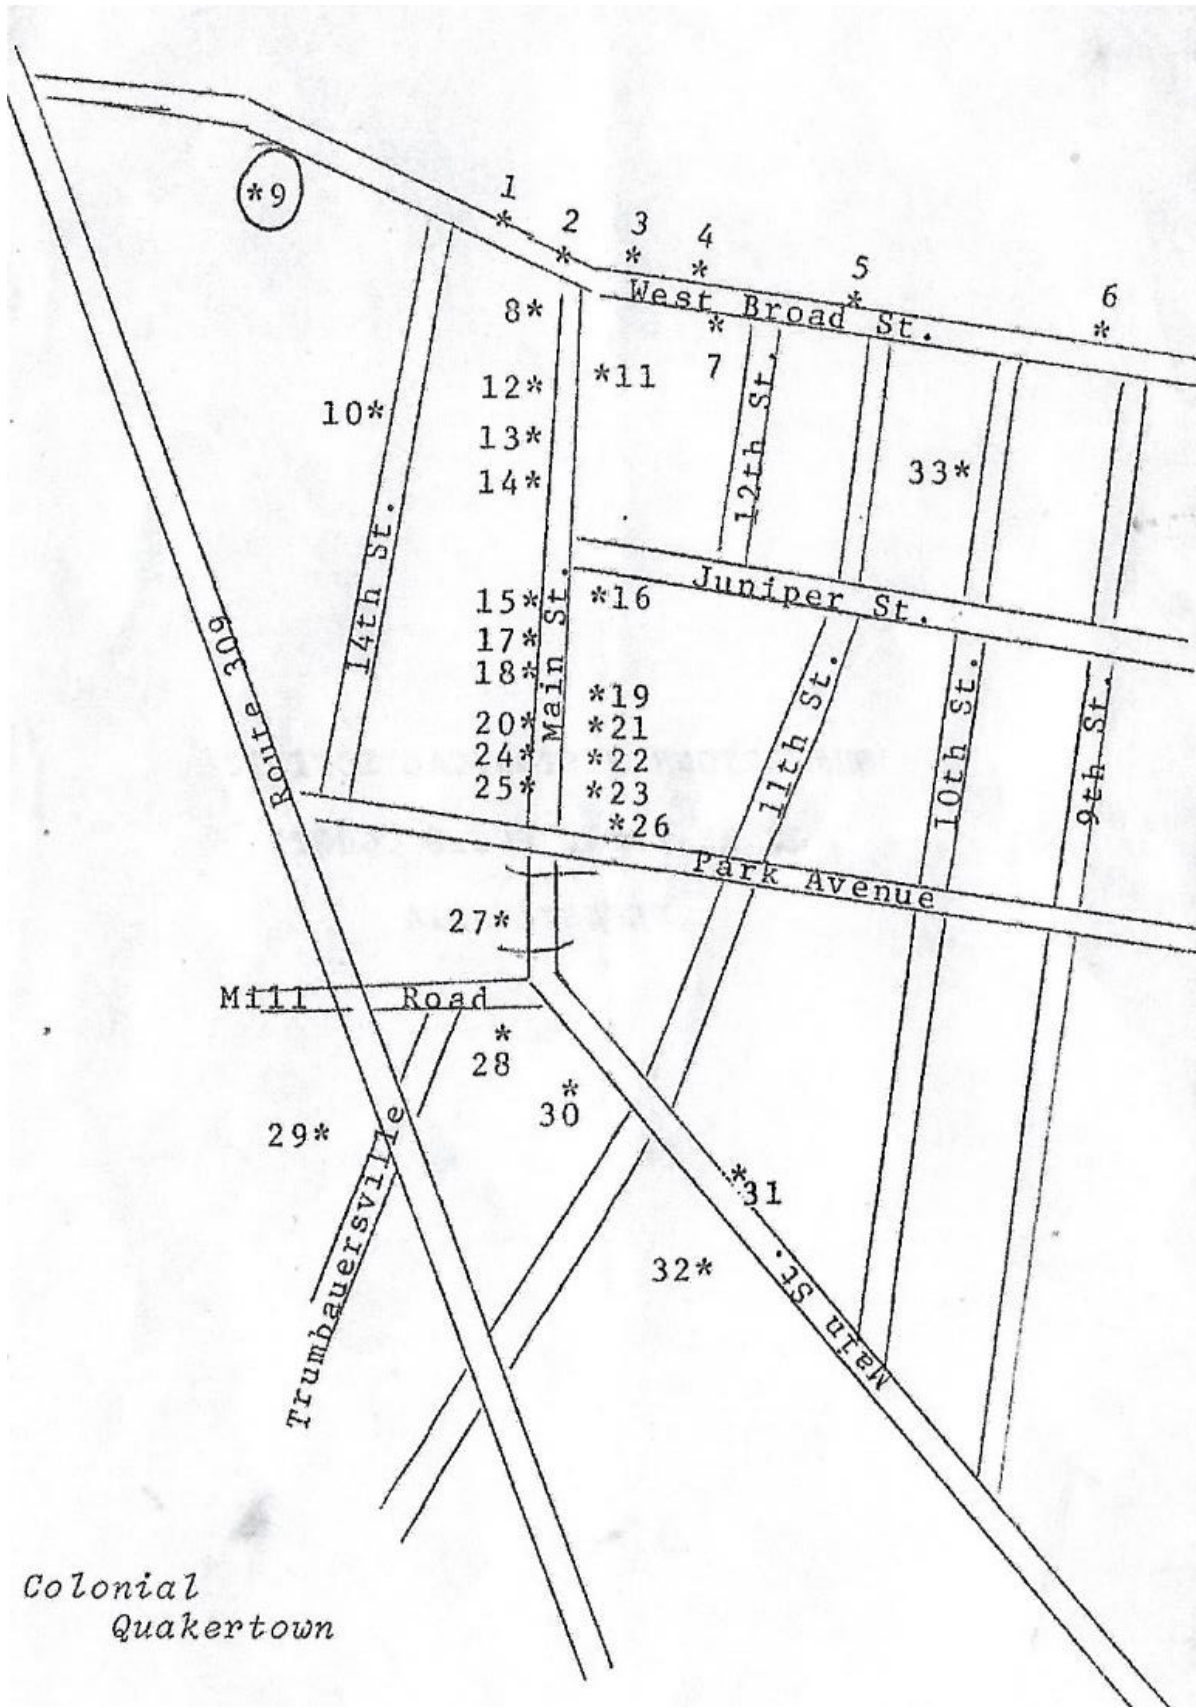 *9
1
*
2
*
3
*
4
*
5
*
6
*
West Broad St.
*
7
8*
*11
12*
10*
13*
14*
33*
12th St.
14th St.
Juniper St.
15*
*16
17*
18*
Main St.
*19
20*
*21
24*
*22
25*
*23
*26
Route 309
11th St.
10th St.
9th St.
Park Avenue
27*
Mill Road
*
28
*
30
29*
Trumbauersville
*
31
32*
Main St.
Colonial
Quakertown